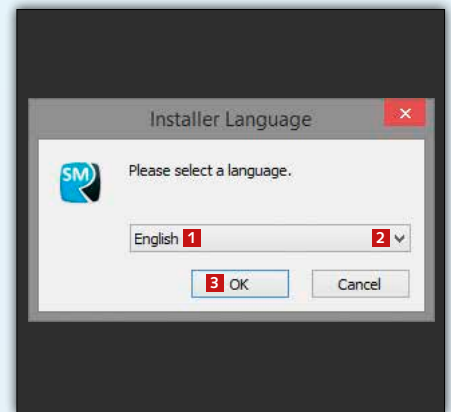 Installer Language
SM
Please select a language.
English 1 2
3 OK Cancel